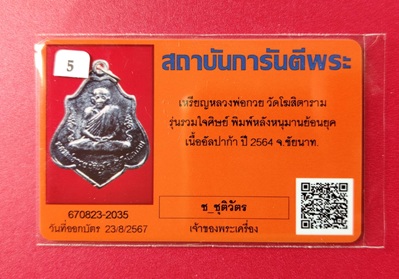 5
สถาบันการันตีพระ
เหรียญหลวงพ่อกวย วัดโฆสิตาราม
รุ่นรวมใจศิษย์ พิมพ์หลังหนุมานย้อนยุค
เนื้ออัลปาก้า ปี 2564 จ.ชัยนาท.
670823-2035
วันที่ออกบัตร 23/8/2567
ช_ชุติวัตร
เจ้าของพระเครื่อง